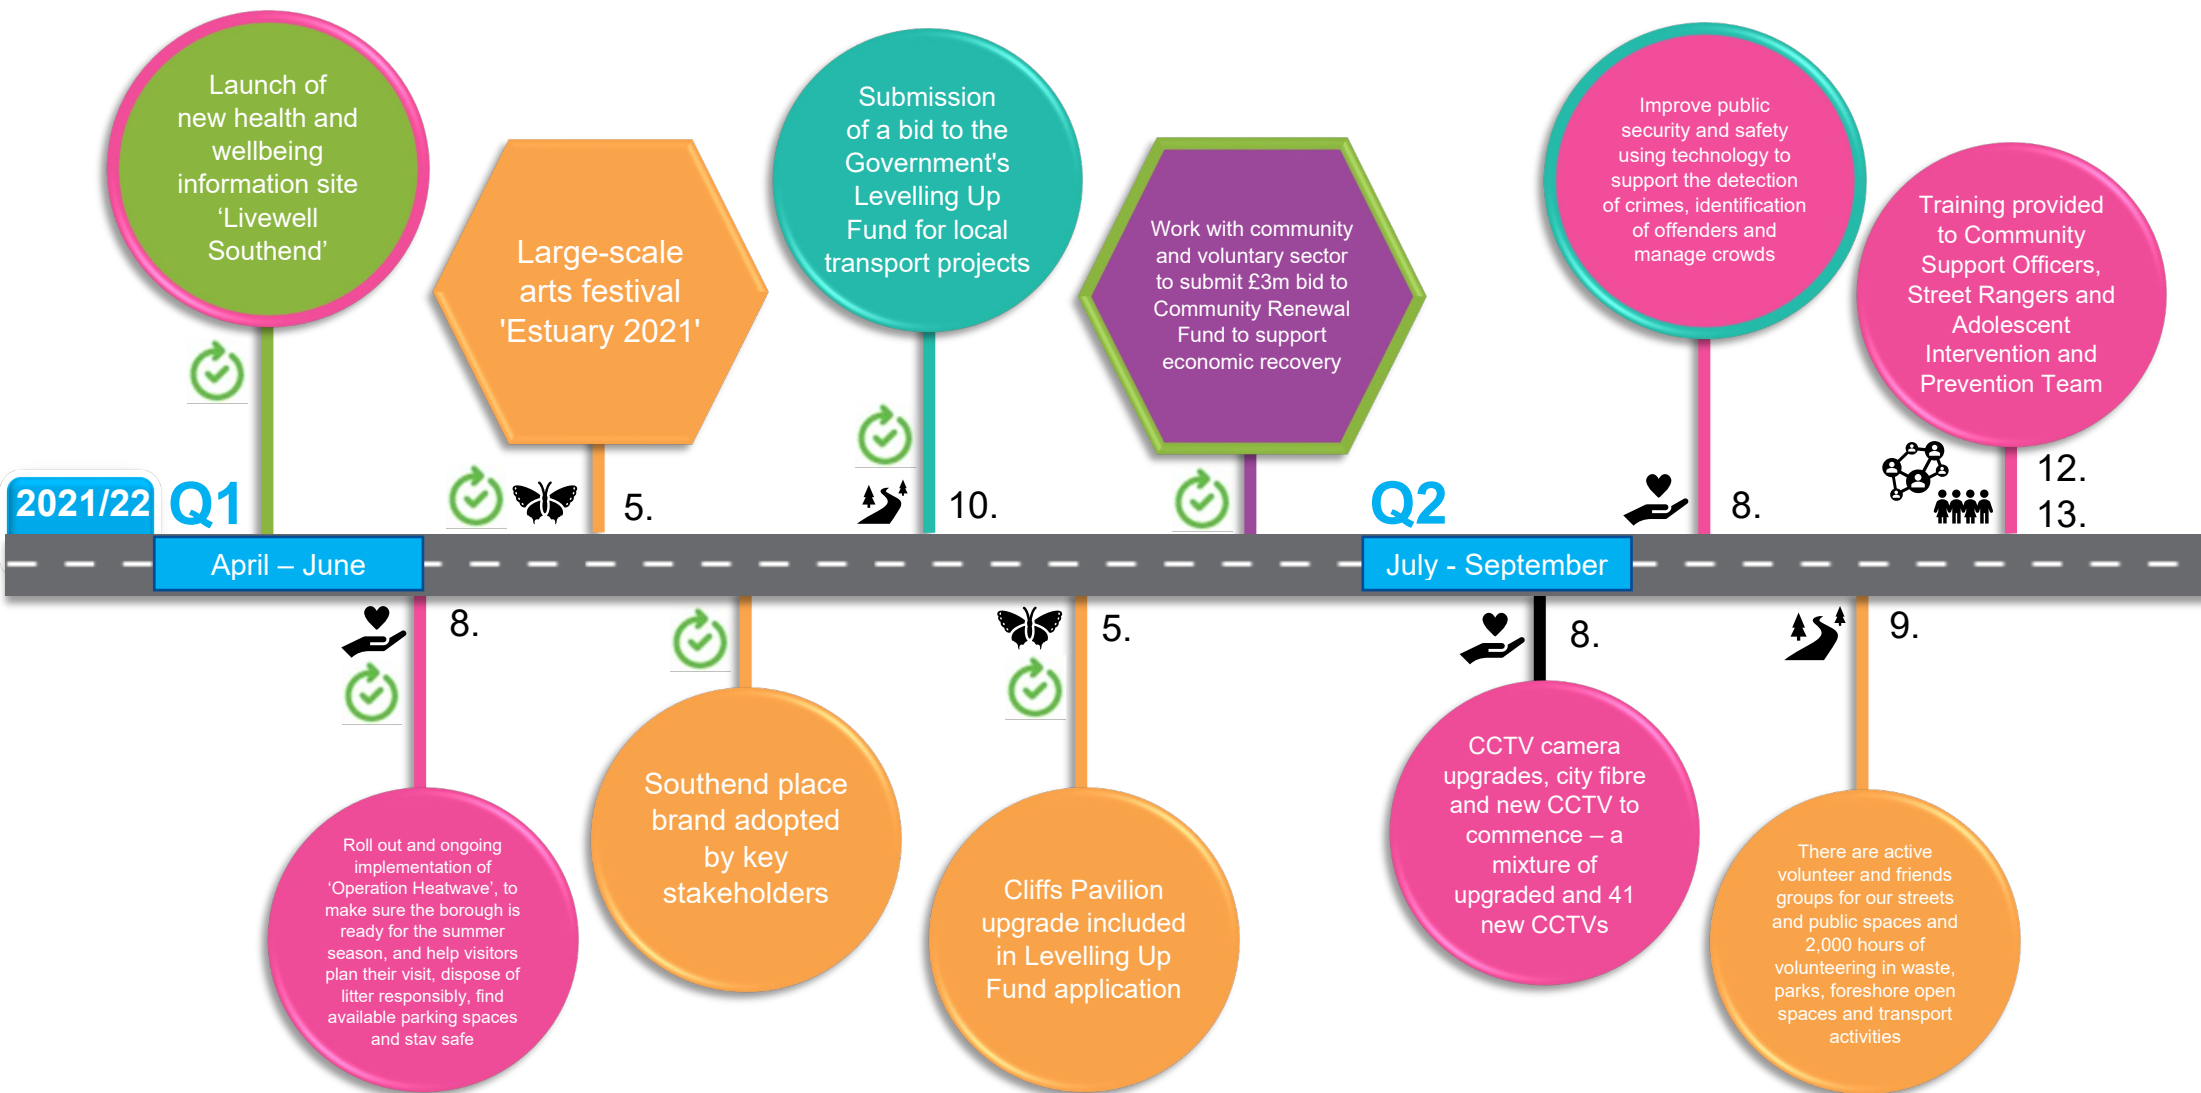 Launch of
new health and
wellbeing
information site
‘Livewell
Southend’
Large-scale
arts festival
'Estuary 2021'
5.
Submission
of a bid to the
Government's
Levelling Up
Fund for local
transport projects
10.
Work with community
and voluntary sector
to submit £3m bid to
Community Renewal
Fund to support
economic recovery
Improve public
security and safety
using technology to
support the detection
of crimes, identification
of offenders and
manage crowds
8.
Training provided
to Community
Support Officers,
Street Rangers and
Adolescent
Intervention and
Prevention Team
12.
13.
2021/22
Q1
Q2
April – June
July - September
8.
Roll out and ongoing
implementation of
‘Operation Heatwave’, to
make sure the borough is
ready for the summer
season, and help visitors
plan their visit, dispose of
litter responsibly, find
available parking spaces
and stay safe
Southend place
brand adopted
by key
stakeholders
5.
Cliffs Pavilion
upgrade included
in Levelling Up
Fund application
8.
CCTV camera
upgrades, city fibre
and new CCTV to
commence – a
mixture of
upgraded and 41
new CCTVs
9.
There are active
volunteer and friends
groups for our streets
and public spaces and
2,000 hours of
volunteering in waste,
parks, foreshore open
spaces and transport
activities